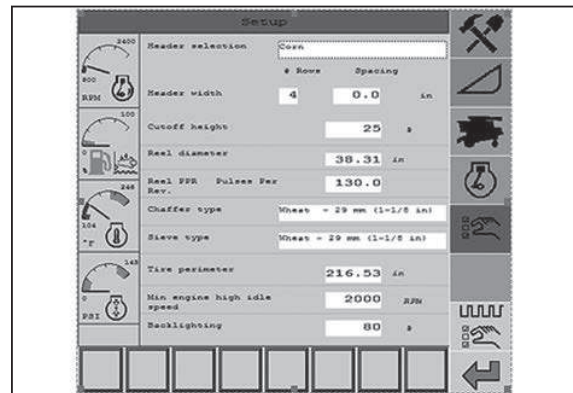 Setup
2400
800
RPM
Header selection
Corn
# Rows Spacing
Header width 4 0.0 in
100
0
Cutoff height 25
Reel diameter 38.31 in
Reel PPR Pulses Per Rev. 130.0
248
104
°F
Chaffer type Wheat - 29 mm (1-1/8 in)
Sieve type Wheat - 29 mm (1-1/8 in)
0
PSI
Tire perimeter 216.53 in
Min engine high idle speed 2000 RPM
Backlighting 80